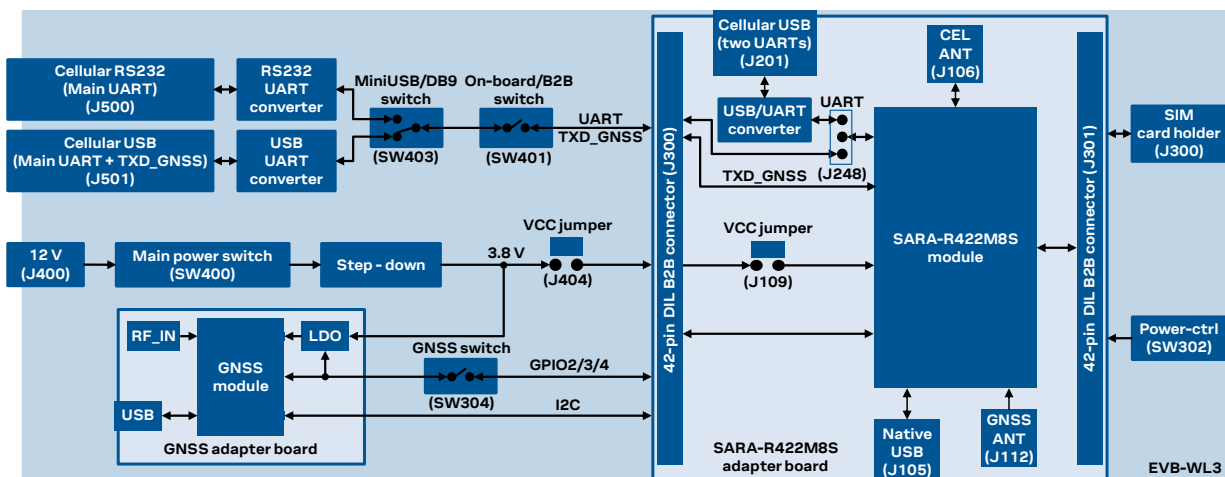 Cellular RS232
(Main UART)
(J500)
RS232
UART
converter
MiniUSB/DB9
switch
(SW403)
On-board/B2B
switch
(SW401)
UART
TXD_GNSS
Cellular USB
(Main UART + TXD_GNSS)
(J501)
USB
UART
converter
12 V
(J400)
Main power switch
(SW400)
Step - down
3.8 V
VCC jumper
(J404)
RF_IN
GNSS
module
LDO
USB
GNSS adapter board
GNSS switch
(SW304)
GPIO2/3/4
I2C
42-pin DIL B2B connector (J300)
Cellular USB
(two UARTs)
(J201)
USB/UART
converter
UART
(J248)
TXD_GNSS
VCC jumper
(J109)
CEL
ANT
(J106)
SARA-R422M8S
module
Native
USB
(J105)
GNSS
ANT
(J112)
SARA-R422M8S
adapter board
42-pin DIL B2B connector (J301)
SIM
card holder
(J300)
Power-ctrl
(SW302)
EVB-WL3